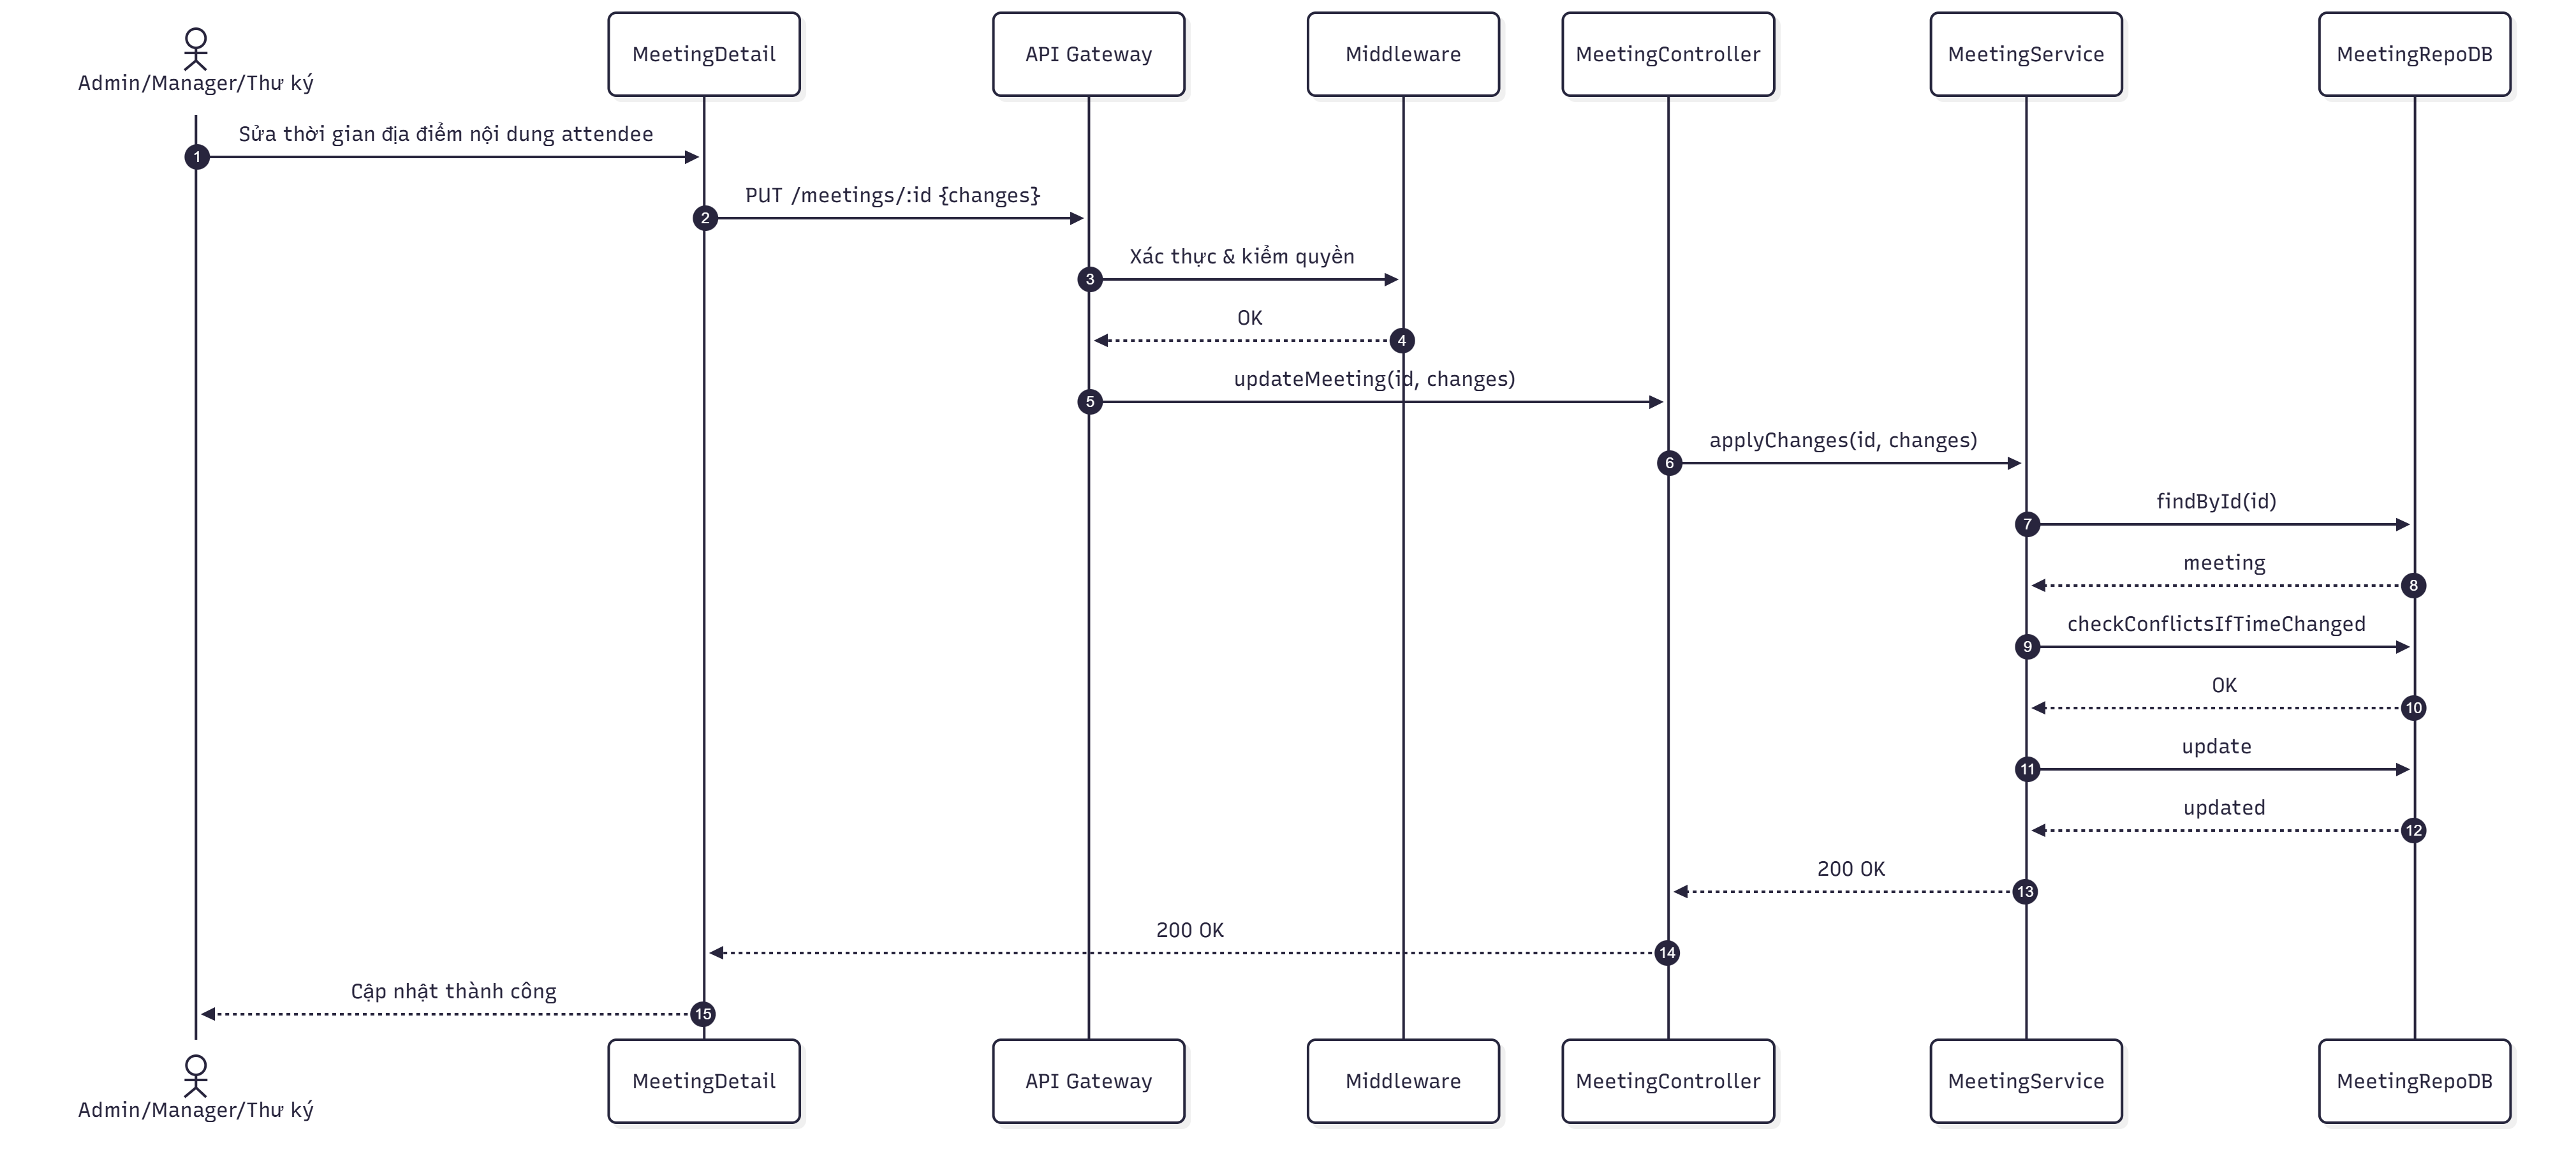 Admin/Manager/Thư ký
MeetingDetail
API Gateway
Middleware
MeetingController
MeetingService
MeetingRepoDB
Sửa thời gian địa điểm nội dung attendee
1
PUT /meetings/:id {changes}
2
Xác thực & kiểm quyền
3
OK
4
updateMeeting(id, changes)
5
applyChanges(id, changes)
6
findById(id)
7
meeting
8
checkConflictsIfTimeChanged
9
OK
10
update
11
updated
12
200 OK
13
200 OK
14
Cập nhật thành công
15
Admin/Manager/Thư ký
MeetingDetail
API Gateway
Middleware
MeetingController
MeetingService
MeetingRepoDB